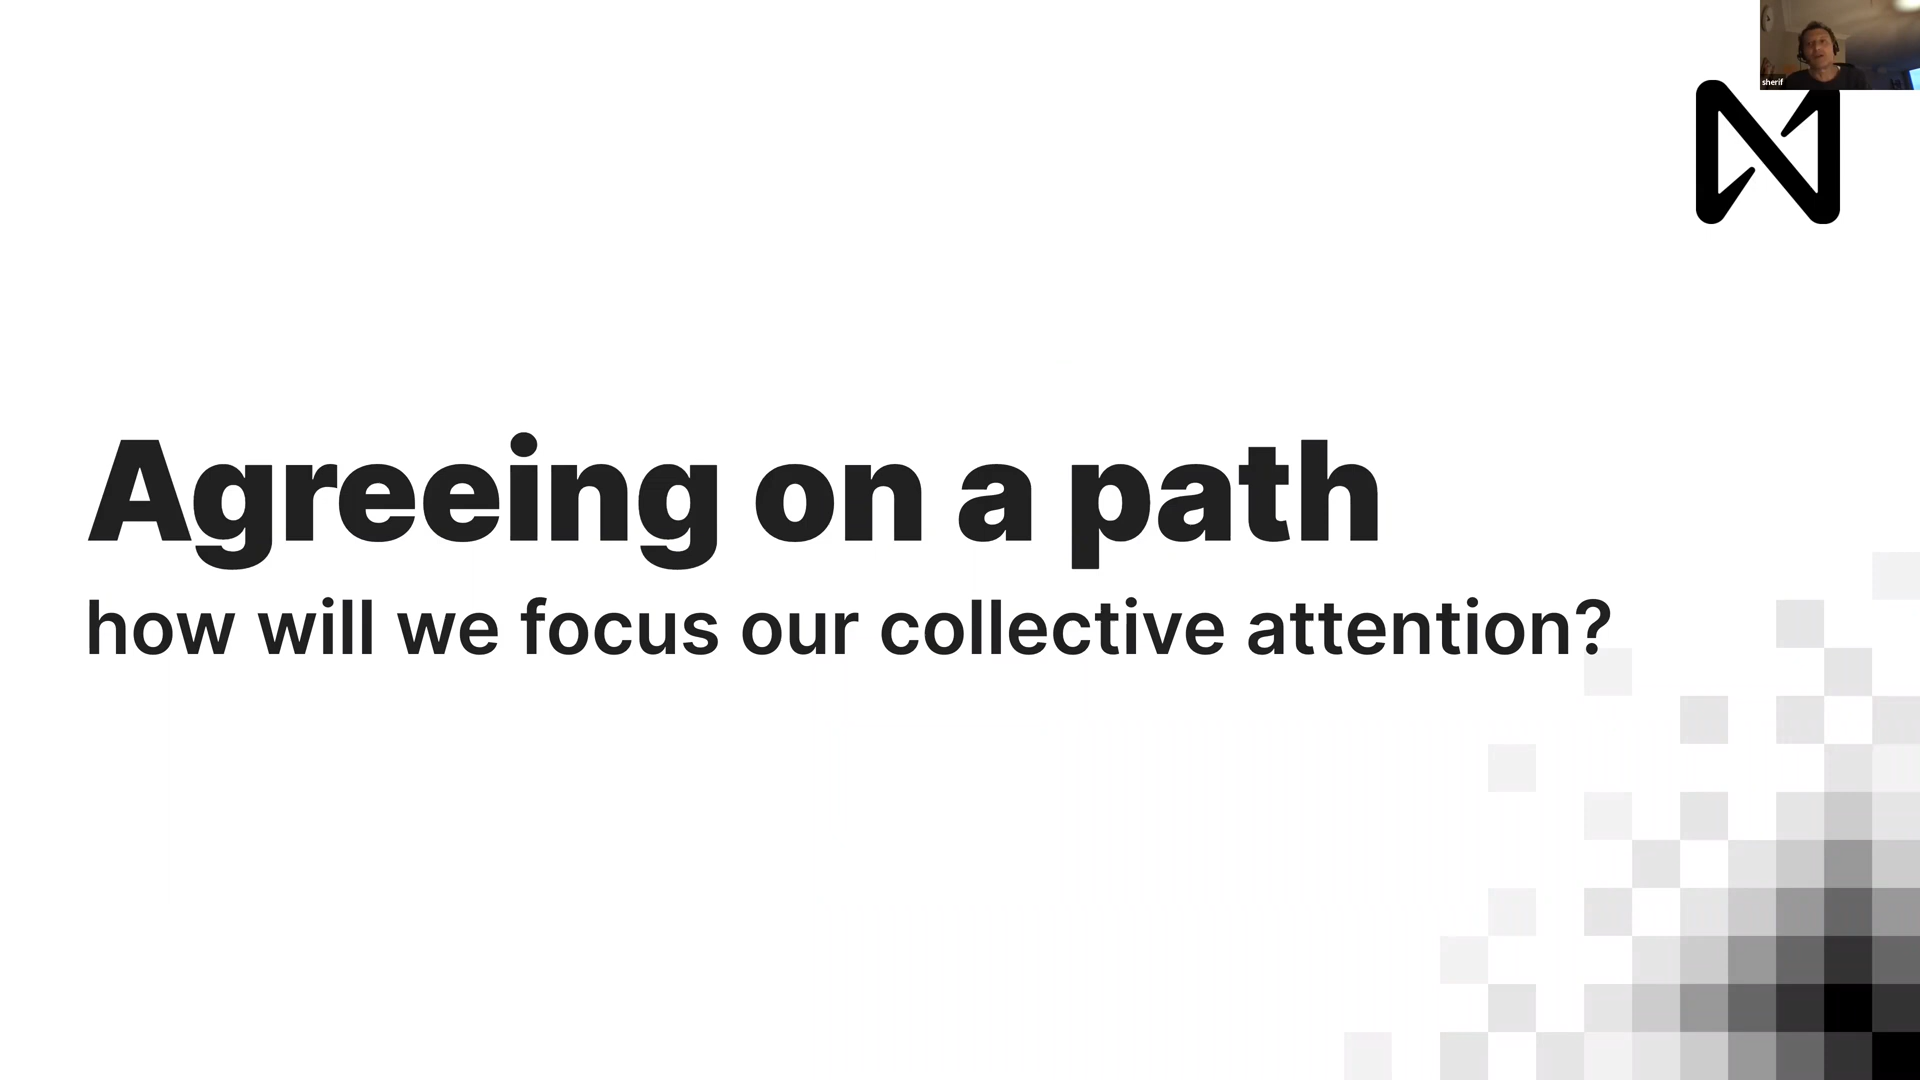 sherif
Agreeing on a path
how will we focus our collective attention?